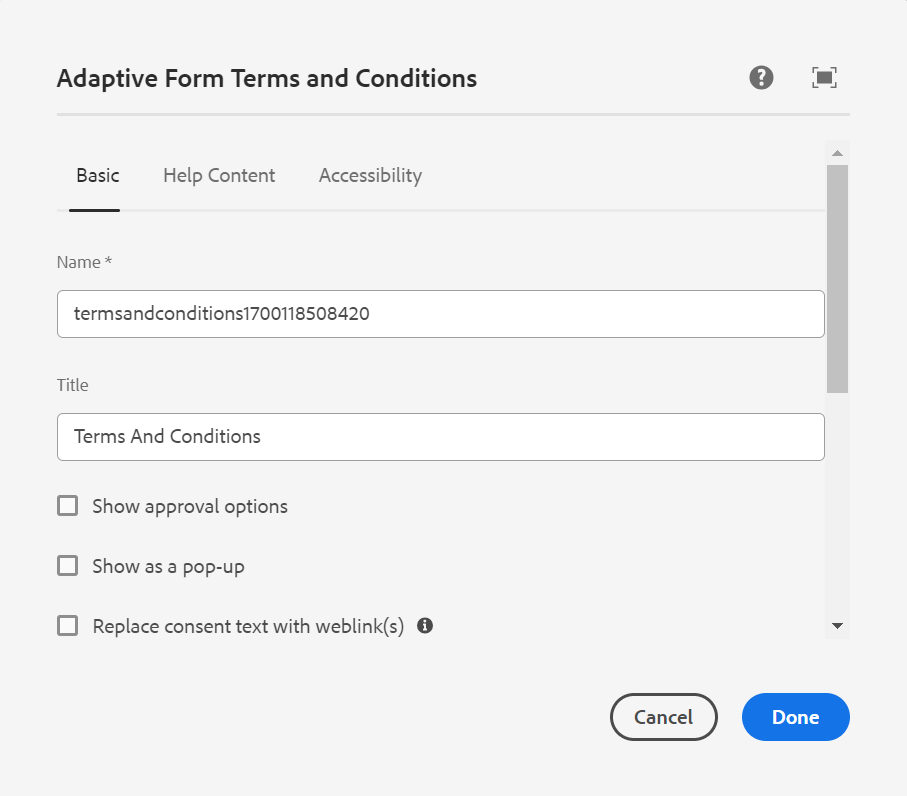 Adaptive Form Terms and Conditions
Basic Help Content Accessibility
Name *
termsandconditions1700118508420
Title
Terms And Conditions
Show approval options
Show as a pop-up
Replace consent text with weblink(s)
Cancel Done